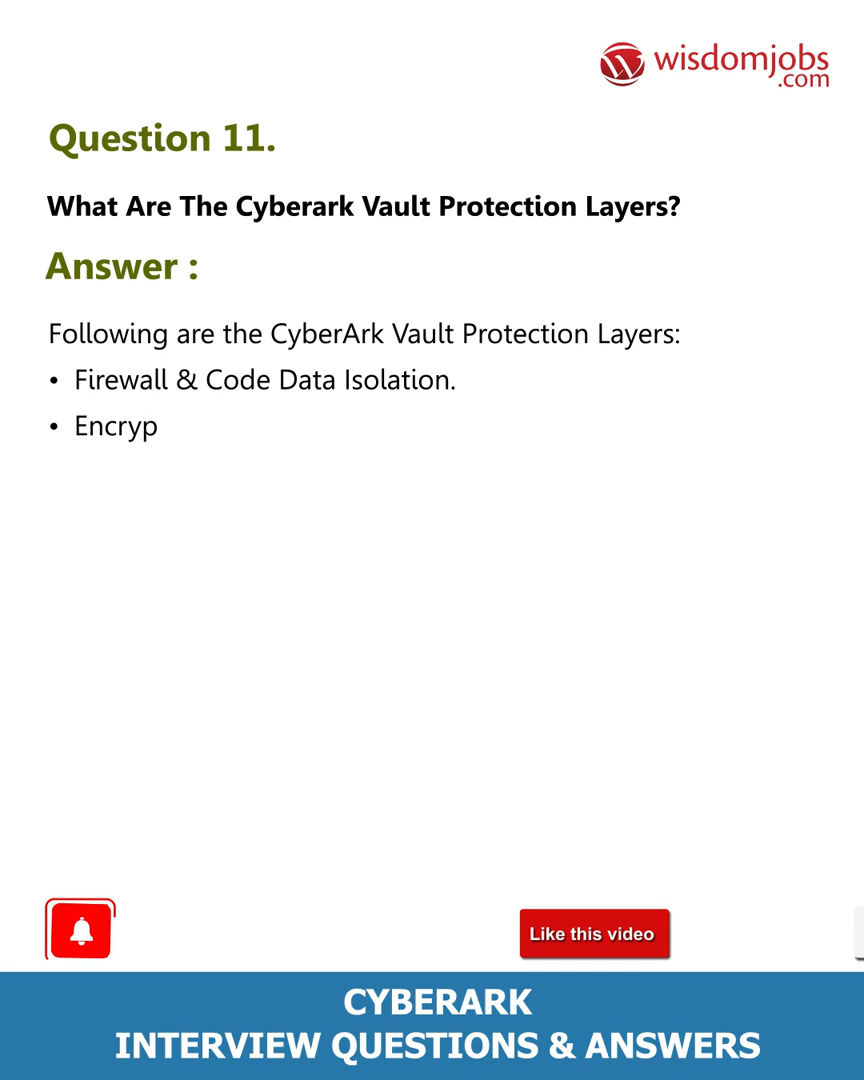 wisdomjobs
.com
Question 11.
What Are The Cyberark Vault Protection Layers?
Answer :
Following are the CyberArk Vault Protection Layers:
• Firewall & Code Data Isolation.
• Encryp
Like this video
CYBERARK
INTERVIEW QUESTIONS & ANSWERS